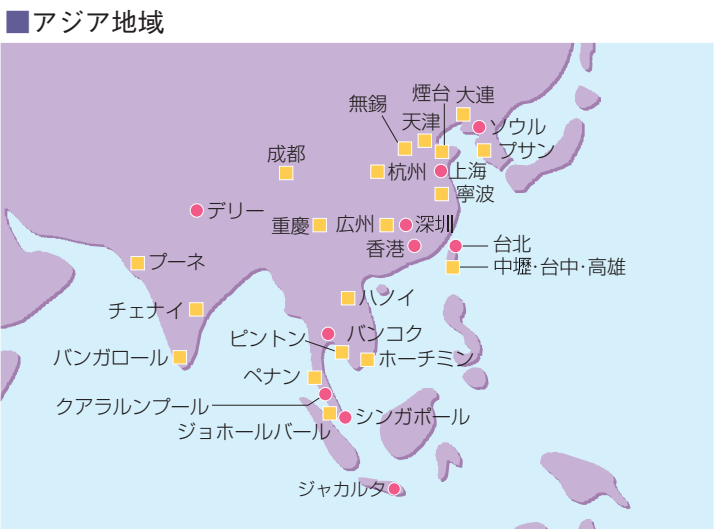 ■アジア地域
煙台
大連
無錫
天津
ソウル
プサン
成都
杭州
上海
寧波
デリー
重慶
広州
深圳
香港
台北
中壢・台中・高雄
プーネ
ハノイ
チェナイ
ピントン
バンコク
バンガロール
ホーチミン
ペナン
クアラルンプール
シンガポール
ジョホールバール
ジャカルタ